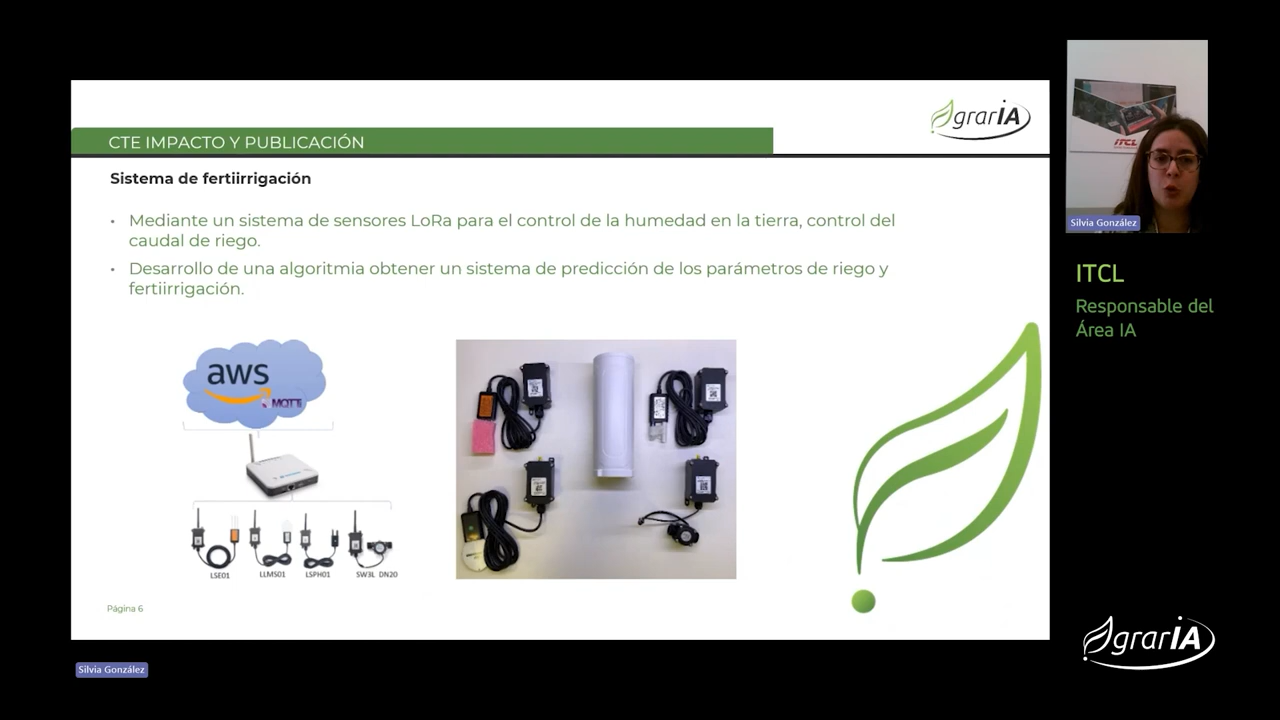 CTE IMPACTO Y PUBLICACIÓN
grarIA
Sistema de fertiirrigación
• Mediante un sistema de sensores LoRa para el control de la humedad en la tierra, control del
caudal de riego.
• Desarrollo de una algoritmia obtener un sistema de predicción de los parámetros de riego y
fertiirrigación.
aws
MQTT
LSE01
LLMS01
LSPH01
SW3L DN20
Página 6
Silvia González
ITCL
Silvia González
ITCL
Responsable del
Área IA
grarIA